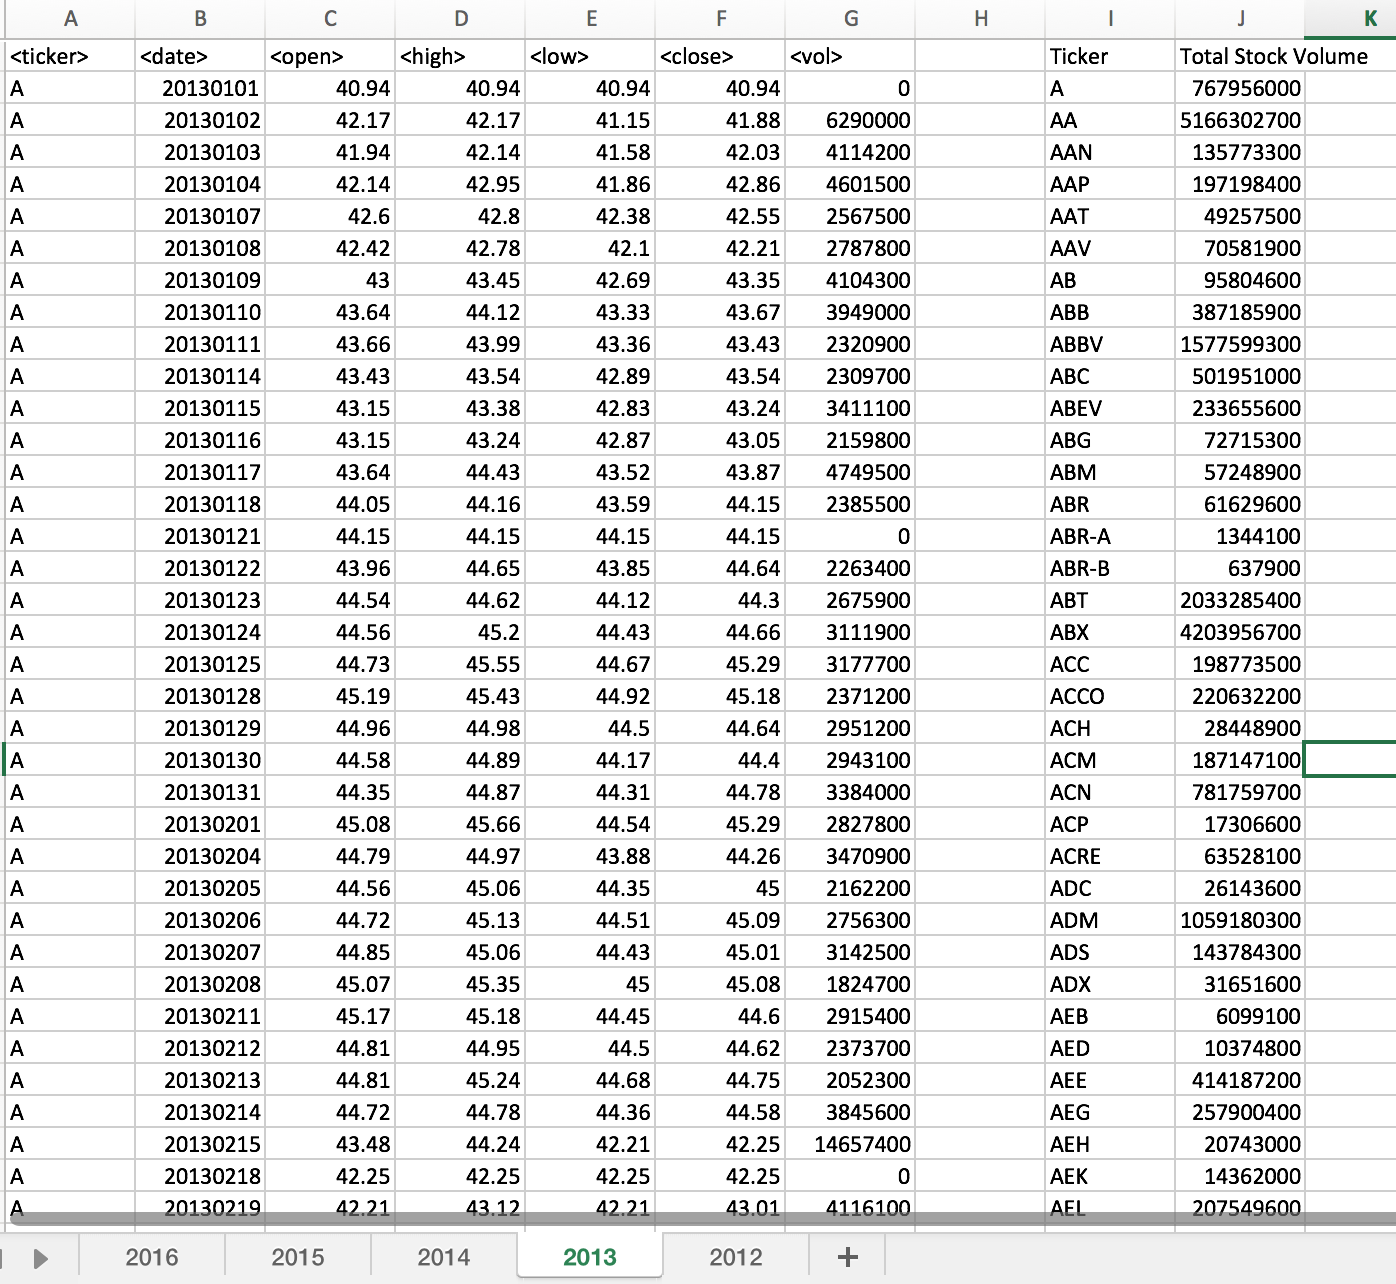 A B C D E F G H I J K
<ticker> <date> <open> <high> <low> <close> <vol> Ticker Total Stock Volume
A 20130101 40.94 40.94 40.94 40.94 0 A 767956000
A 20130102 42.17 42.17 41.15 41.88 6290000 AA 5166302700
A 20130103 41.94 42.14 41.58 42.03 4114200 AAN 135773300
A 20130104 42.14 42.95 41.86 42.86 4601500 AAP 197198400
A 20130107 42.6 42.8 42.38 42.55 2567500 AAT 49257500
A 20130108 42.42 42.78 42.1 42.21 2787800 AAV 70581900
A 20130109 43 43.45 42.69 43.35 4104300 AB 95804600
A 20130110 43.64 44.12 43.33 43.67 3949000 ABB 387185900
A 20130111 43.66 43.99 43.36 43.43 2320900 ABBV 1577599300
A 20130114 43.43 43.54 42.89 43.54 2309700 ABC 501951000
A 20130115 43.15 43.38 42.83 43.24 3411100 ABEV 233655600
A 20130116 43.15 43.24 42.87 43.05 2159800 ABG 72715300
A 20130117 43.64 44.43 43.52 43.87 4749500 ABM 57248900
A 20130118 44.05 44.16 43.59 44.15 2385500 ABR 61629600
A 20130121 44.15 44.15 44.15 44.15 0 ABR-A 1344100
A 20130122 43.96 44.65 43.85 44.64 2263400 ABR-B 637900
A 20130123 44.54 44.62 44.12 44.3 2675900 ABT 2033285400
A 20130124 44.56 45.2 44.43 44.66 3111900 ABX 4203956700
A 20130125 44.73 45.55 44.67 45.29 3177700 ACC 198773500
A 20130128 45.19 45.43 44.92 45.18 2371200 ACCO 220632200
A 20130129 44.96 44.98 44.5 44.64 2951200 ACH 28448900
A 20130130 44.58 44.89 44.17 44.4 2943100 ACM 187147100
A 20130131 44.35 44.87 44.31 44.78 3384000 ACN 781759700
A 20130201 45.08 45.66 44.54 45.29 2827800 ACP 17306600
A 20130204 44.79 44.97 43.88 44.26 3470900 ACRE 63528100
A 20130205 44.56 45.06 44.35 45 2162200 ADC 26143600
A 20130206 44.72 45.13 44.51 45.09 2756300 ADM 1059180300
A 20130207 44.85 45.06 44.43 45.01 3142500 ADS 143784300
A 20130208 45.07 45.35 45 45.08 1824700 ADX 31651600
A 20130211 45.17 45.18 44.45 44.6 2915400 AEB 6099100
A 20130212 44.81 44.95 44.5 44.62 2373700 AED 10374800
A 20130213 44.81 45.24 44.68 44.75 2052300 AEE 414187200
A 20130214 44.72 44.78 44.36 44.58 3845600 AEG 257900400
A 20130215 43.48 44.24 42.21 42.25 14657400 AEH 20743000
A 20130218 42.25 42.25 42.25 42.25 0 AEK 14362000
A 20130219 42.21 43.12 42.21 43.01 4116100 AEL 207549600
2016 2015 2014 2013 2012 +